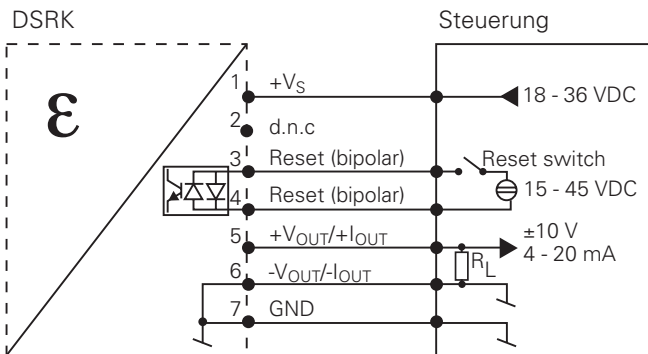 DSRK
Steuerung
ε
1 +VS 18 - 36 VDC
2 d.n.c
3 Reset (bipolar) Reset switch
15 - 45 VDC
4 Reset (bipolar)
5 +VOUT/+IOUT ±10 V
4 - 20 mA
RL
6 -VOUT/-IOUT
7 GND